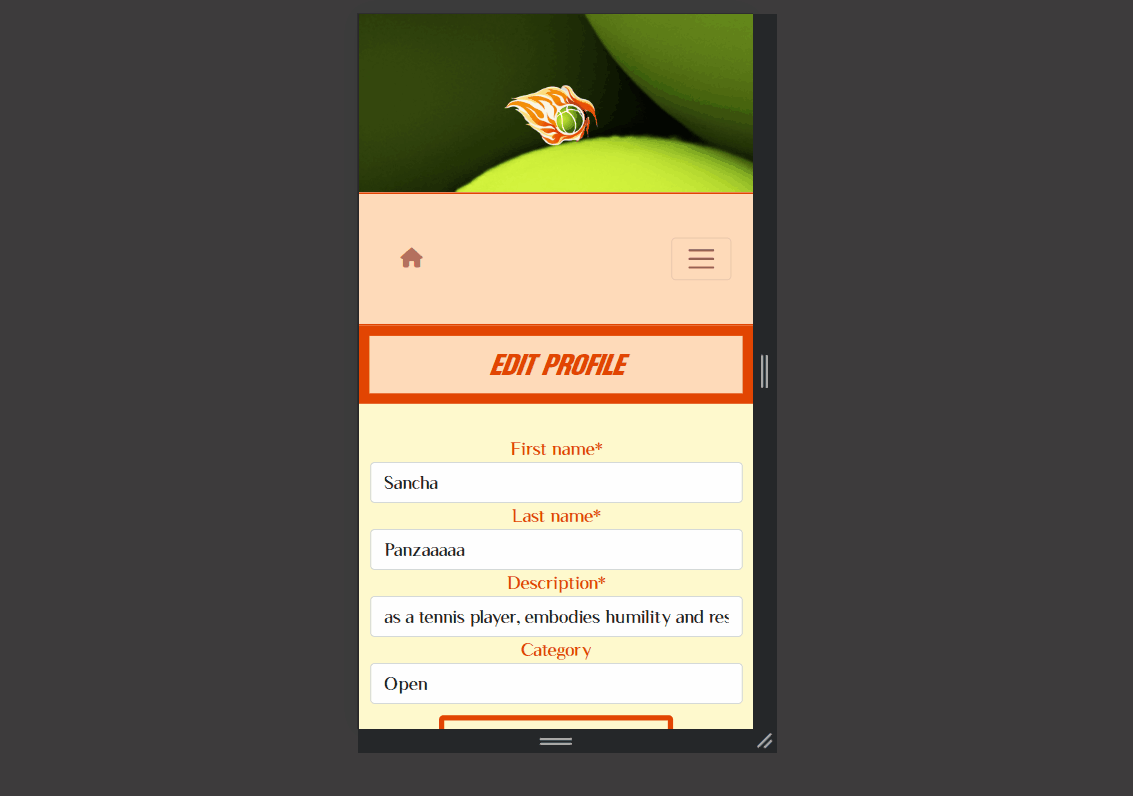 EDIT PROFILE
First name*
Sancha
Last name*
Panzaaaaa
Description*
as a tennis player, embodies humility and res
Category
Open